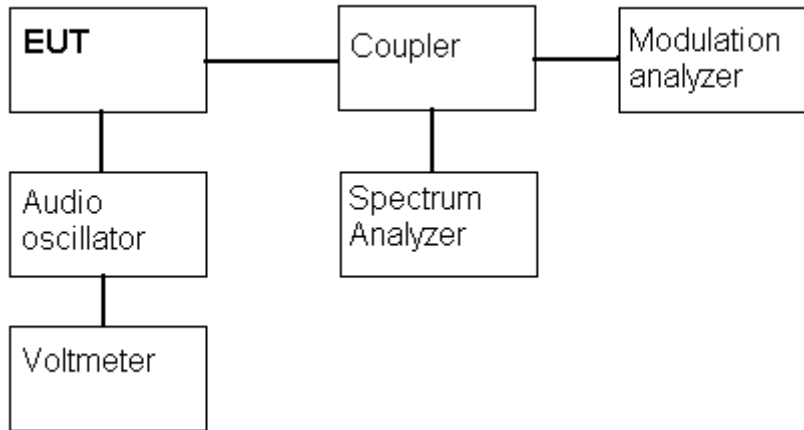 EUT
Coupler
Modulation
analyzer
Audio
oscillator
Spectrum
Analyzer
Voltmeter